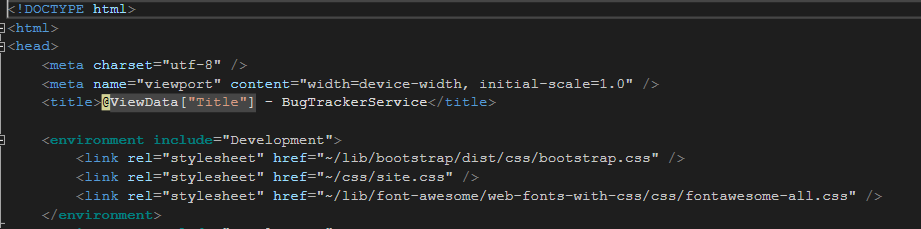 <!DOCTYPE html>
<html>
<head>
    <meta charset="utf-8" />
    <meta name="viewport" content="width=device-width, initial-scale=1.0" />
    <title>@ViewData["Title"] - BugTrackerService</title>

    <environment include="Development">
        <link rel="stylesheet" href="~/lib/bootstrap/dist/css/bootstrap.css" />
        <link rel="stylesheet" href="~/css/site.css" />
        <link rel="stylesheet" href="~/lib/font-awesome/web-fonts-with-css/css/fontawesome-all.css" />
    </environment>